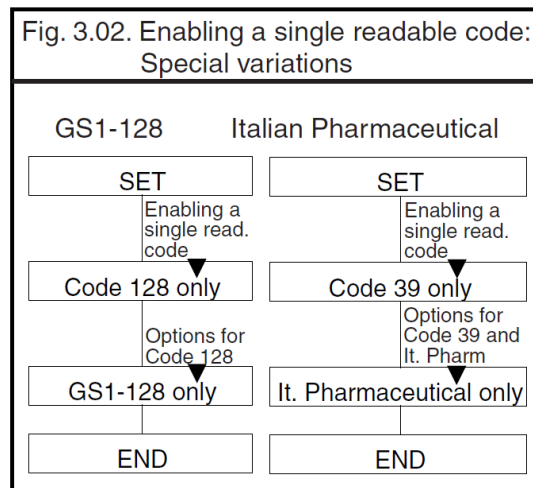 Fig. 3.02. Enabling a single readable code:
Special variations
GS1-128
SET
Enabling a
single read.
code
Code 128 only
Options for
Code 128
GS1-128 only
END
Italian Pharmaceutical
SET
Enabling a
single read.
code
Code 39 only
Options for
Code 39 and
It. Pharm
It. Pharmaceutical only
END